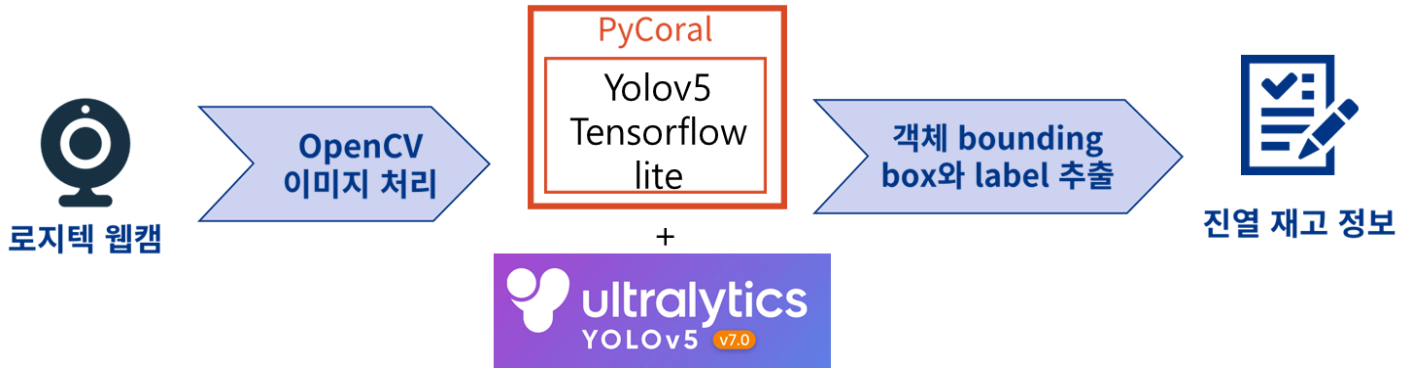 로지텍 웹캠
OpenCV
이미지 처리
PyCoral
Yolov5
Tensorflow
lite
+
ultralytics
YOLOv5 v7.0
객체 bounding
box와 label 추출
진열 재고 정보